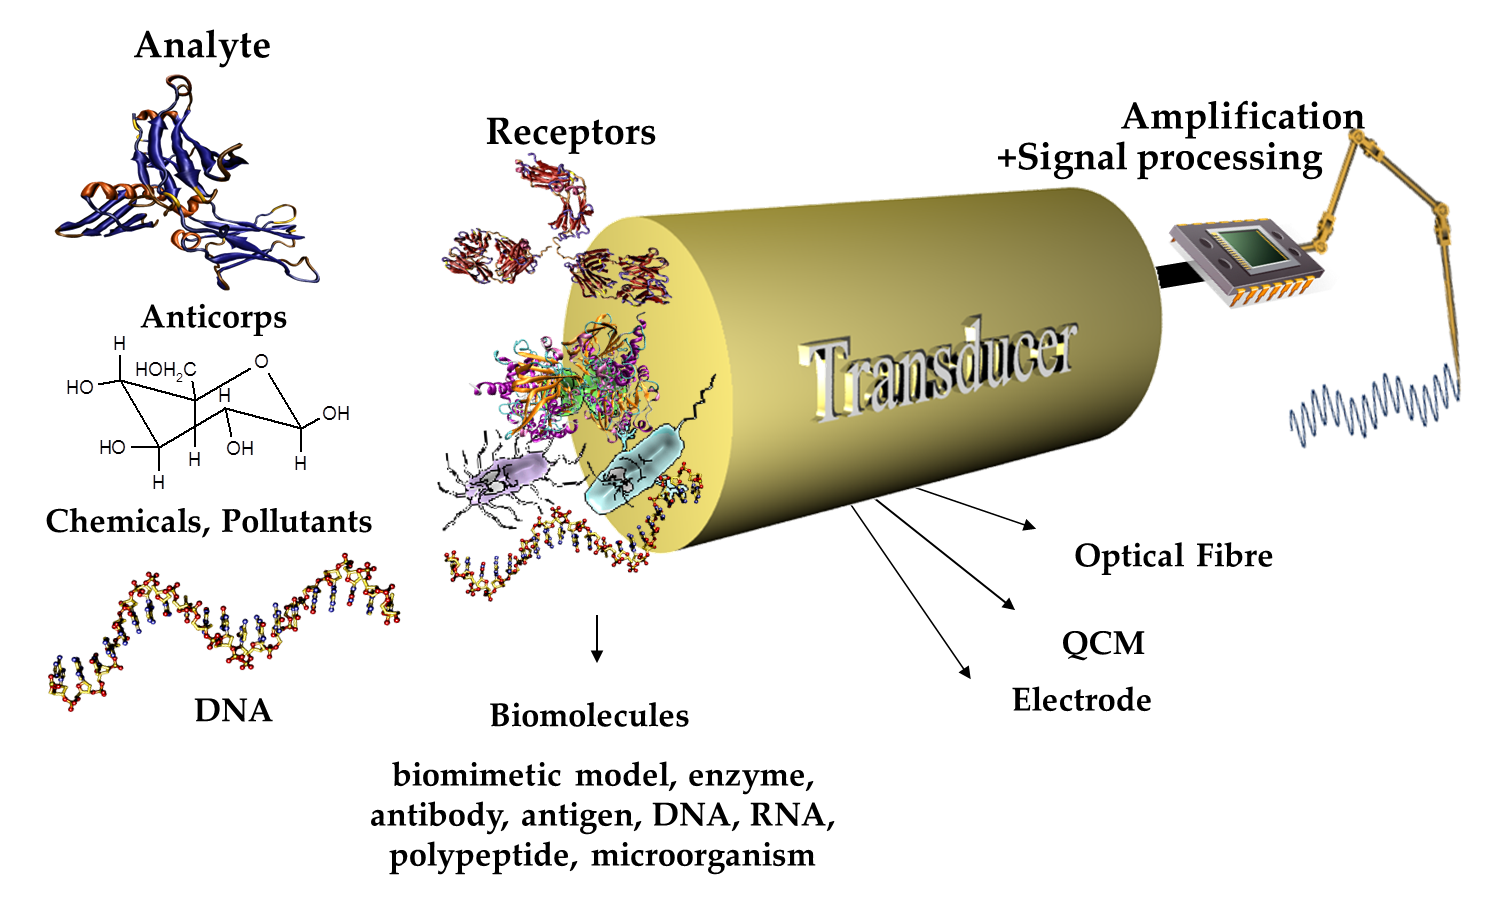 Analyte
Anticorps
H
HO
HOH2C
O
H
OH
HO
H
OH
H
H
Chemicals, Pollutants
DNA
Receptors
Biomolecules
biomimetic model, enzyme,
antibody, antigen, DNA, RNA,
polypeptide, microorganism
Transducer
Optical Fibre
QCM
Electrode
Amplification
+Signal processing